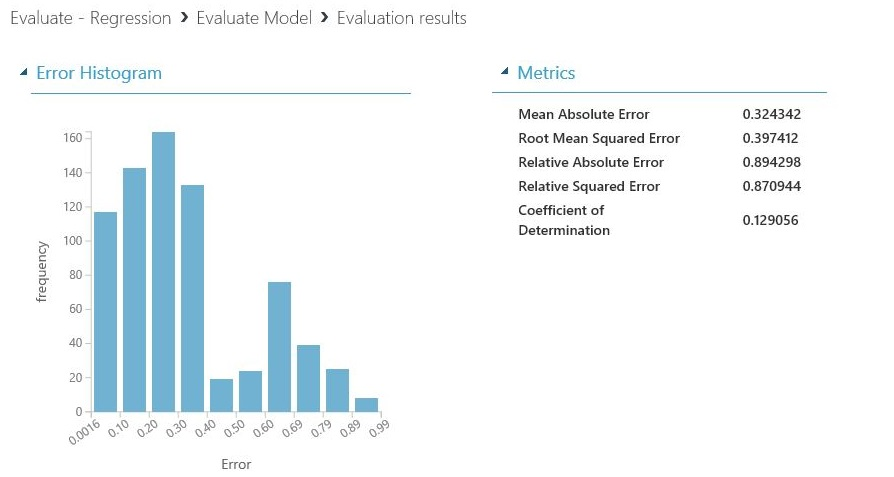 Evaluate - Regression > Evaluate Model > Evaluation results
Error Histogram
160
140
120
100
80
60
40
20
0
frequency
0.0016 0.10 0.20 0.30 0.40 0.50 0.60 0.69 0.79 0.89 0.99
Error
Metrics
Mean Absolute Error 0.324342
Root Mean Squared Error 0.397412
Relative Absolute Error 0.894298
Relative Squared Error 0.870944
Coefficient of
Determination 0.129056